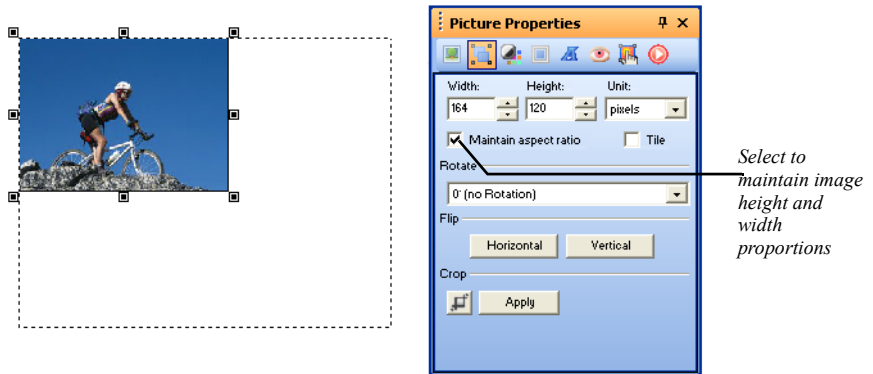 Picture Properties
Width: Height: Unit:
164 120 pixels
Maintain aspect ratio Tile
Rotate
0° (no Rotation)
Flip
Horizontal Vertical
Crop
Apply
Select to
maintain image
height and
width
proportions